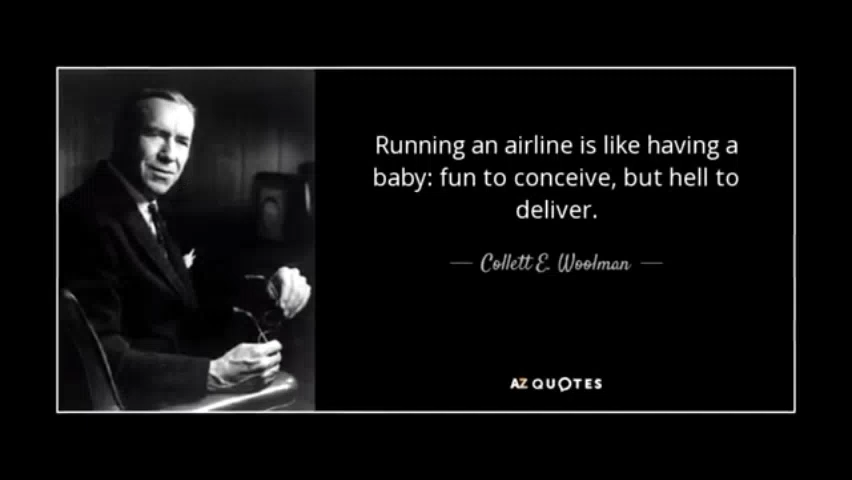 Running an airline is like having a
baby: fun to conceive, but hell to
deliver.
— Collett E. Woolman —
AZ QUOTES